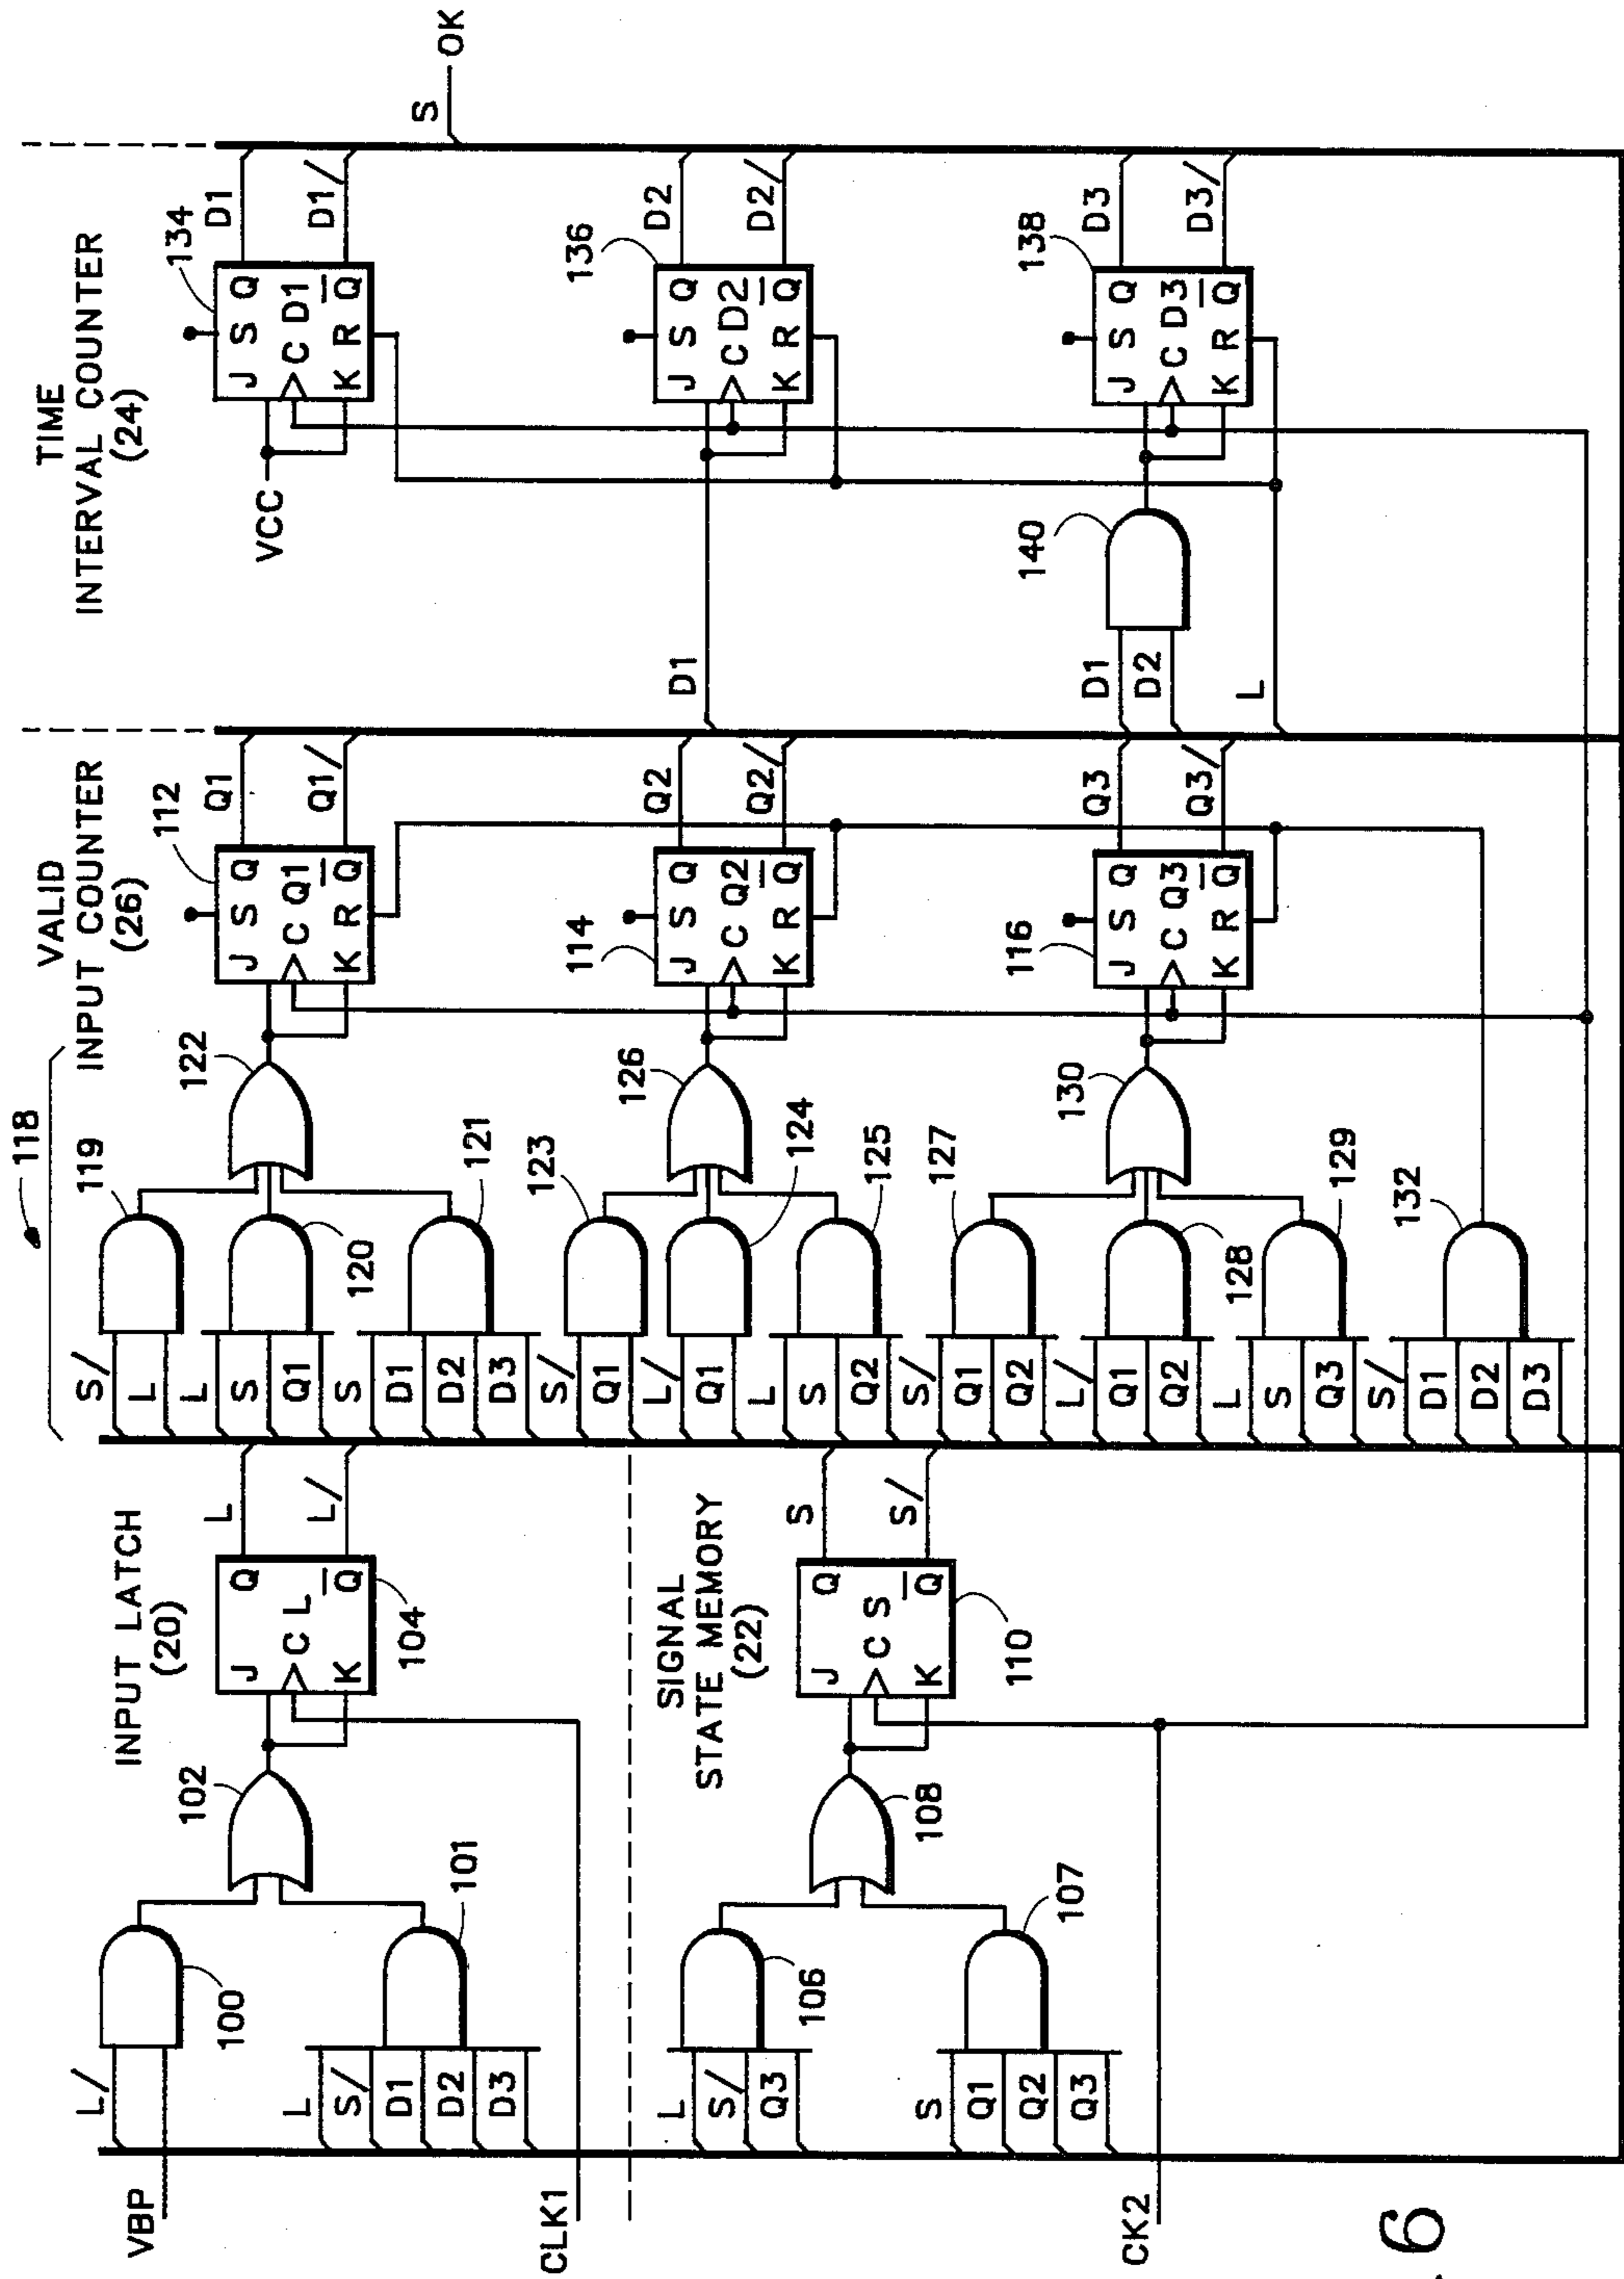 TIME
INTERVAL COUNTER
(24)
VALID
INPUT COUNTER
(26)
118
INPUT LATCH
(20)
SIGNAL
STATE MEMORY
(22)
VBP
L/
100
L
S/
D1
D2
D3
101
102
J
Q
C L
K
Q
104
L
L/
CLK1
L
S/
Q3
106
S
Q1
Q2
Q3
107
108
J
Q
C S
K
Q
110
S
S/
CK2
S/
L
119
L
S
Q1
120
S
D1
D2
D3
121
122
J
S
Q
C Q1
K
R
Q
112
Q1
Q1/
S/
Q1
123
L/
Q1
124
L
S
Q2
125
126
J
S
Q
C Q2
K
R
Q
114
Q2
Q2/
S/
Q1
Q2
127
L/
Q1
Q2
128
L
S
Q3
129
130
J
S
Q
C Q3
K
R
Q
116
Q3
Q3/
S/
D1
D2
D3
132
VCC
J
S
Q
C D1
K
R
Q
134
D1
D1/
D1
J
S
Q
C D2
K
R
Q
136
D2
D2/
D1
D2
140
L
J
S
Q
C D3
K
R
Q
138
D3
D3/
S
OK
6